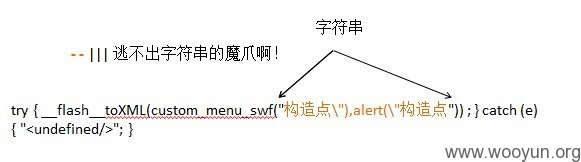 字符串
-- ||| 逃不出字符串的魔爪啊！
try { __flash__toXML(custom_menu_swf("构造点\"),alert(\"构造点")) ; } catch (e)
{ "<undefined/>"; }
www.wooyun.org